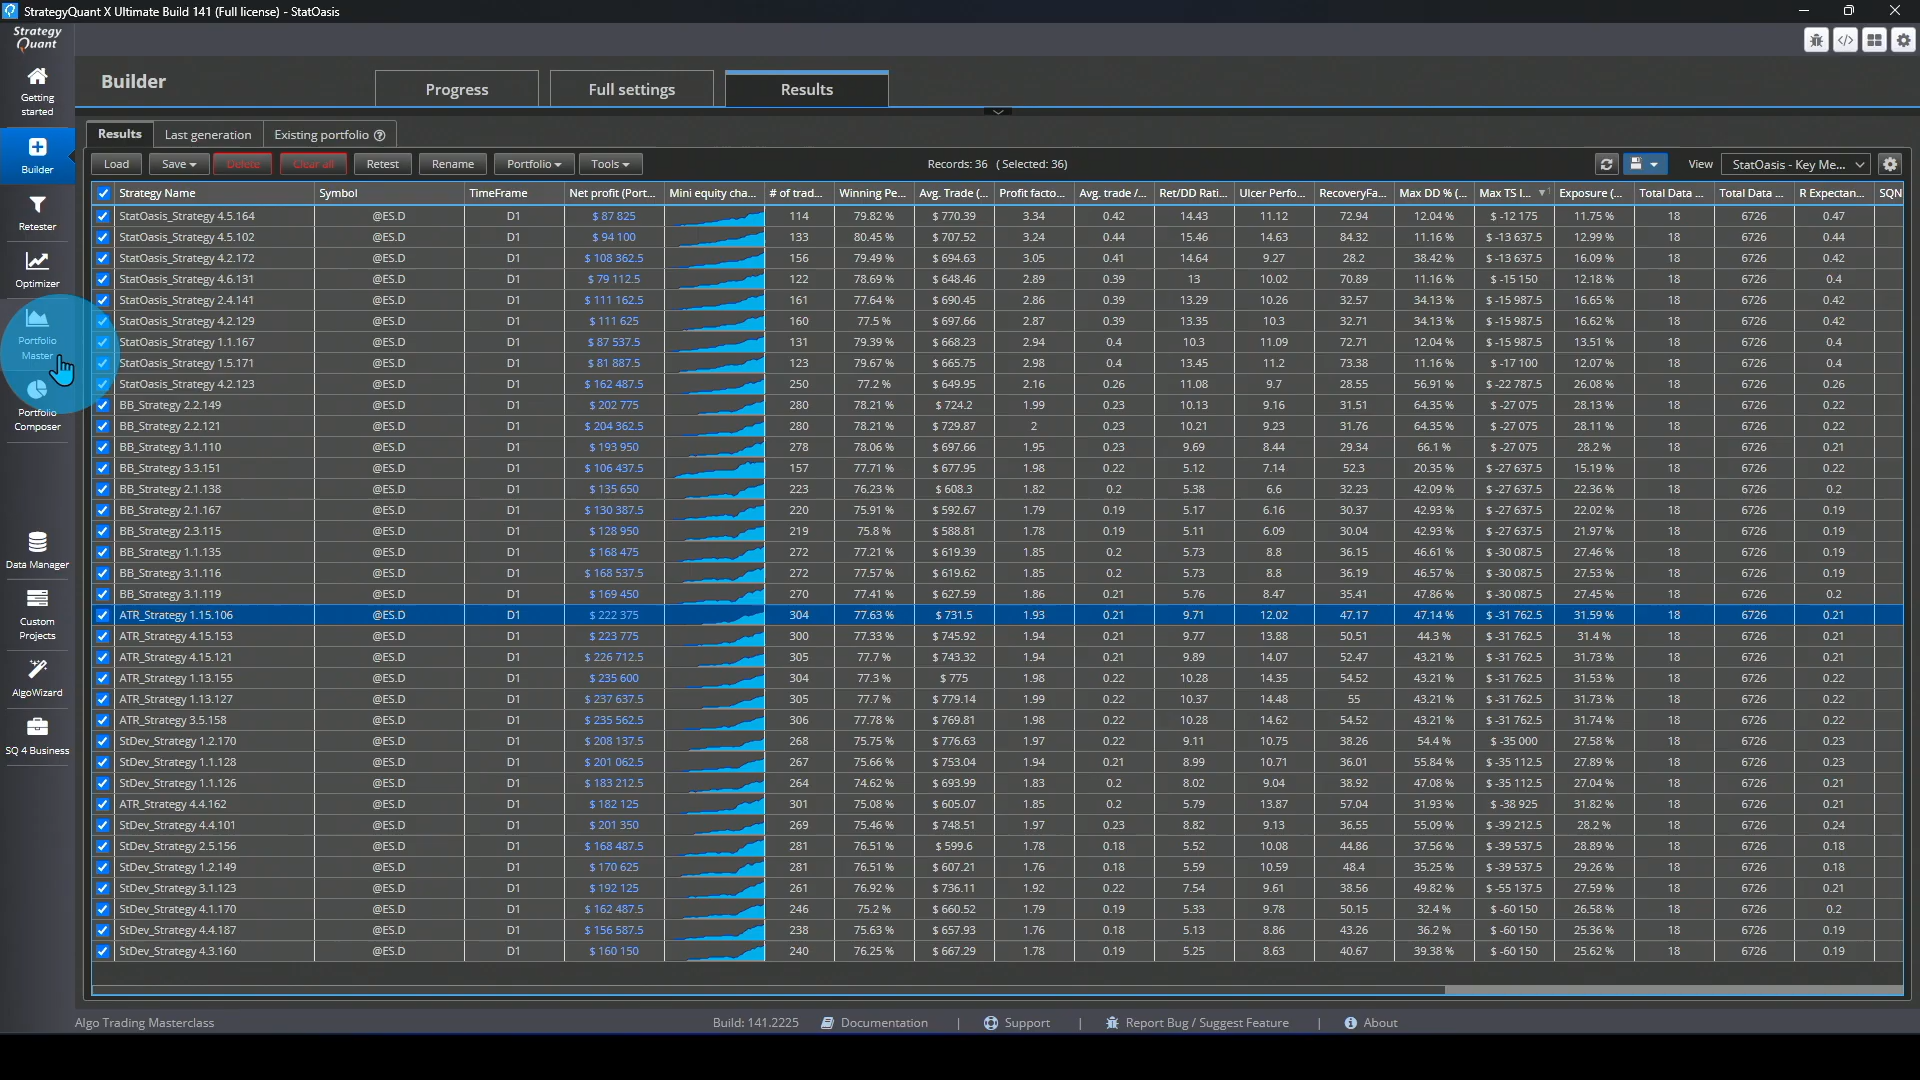 StrategyQuant X Ultimate Build 141 (Full license) - StatOasis
Strategy
Quant
Getting
started
Builder
Retester
Optimizer
Portfolio
Master
Portfolio
Composer
Data Manager
Custom
Projects
AlgoWizard
SQ 4 Business
Builder
Progress Full settings Results
Results Last generation Existing portfolio
Load Save Delete Clear all Retest Rename Portfolio Tools Records: 36 (Selected: 36) View StatOasis - Key Me...
Strategy Name Symbol TimeFrame Net profit (Port... Mini equity cha... # of trad... Winning Pe... Avg. Trade (... Profit facto... Avg. trade /... Ret/DD Rati... Ulcer Perfo... RecoveryFa... Max DD % (... Max TS I... Exposure (... Total Data ... Total Data ... R Expectan... SQN
StatOasis_Strategy 4.5.164 @ES.D D1 $ 87 825 114 79.82 % $ 770.39 3.34 0.42 14.43 11.12 72.94 12.04 % $ -12 175 11.75 % 18 6726 0.47
StatOasis_Strategy 4.5.102 @ES.D D1 $ 94 100 133 80.45 % $ 707.52 3.24 0.44 15.46 14.63 84.32 11.16 % $ -13 637.5 12.99 % 18 6726 0.44
StatOasis_Strategy 4.2.172 @ES.D D1 $ 108 362.5 156 79.49 % $ 694.63 3.05 0.41 14.64 9.27 28.2 38.42 % $ -13 637.5 16.09 % 18 6726 0.42
StatOasis_Strategy 4.6.131 @ES.D D1 $ 79 112.5 122 78.69 % $ 648.46 2.89 0.39 13 10.02 70.89 11.16 % $ -15 150 12.18 % 18 6726 0.4
StatOasis_Strategy 2.4.141 @ES.D D1 $ 111 162.5 161 77.64 % $ 690.45 2.86 0.39 13.29 10.26 32.57 34.13 % $ -15 987.5 16.65 % 18 6726 0.42
StatOasis_Strategy 4.2.129 @ES.D D1 $ 111 625 160 77.5 % $ 697.66 2.87 0.39 13.35 10.3 32.71 34.13 % $ -15 987.5 16.62 % 18 6726 0.42
StatOasis_Strategy 1.1.167 @ES.D D1 $ 87 537.5 131 79.39 % $ 668.23 2.94 0.4 10.3 11.09 72.71 12.04 % $ -15 987.5 13.51 % 18 6726 0.4
StatOasis_Strategy 1.5.171 @ES.D D1 $ 81 887.5 123 79.67 % $ 665.75 2.98 0.4 13.45 11.2 73.38 11.16 % $ -17 100 12.07 % 18 6726 0.4
StatOasis_Strategy 4.2.123 @ES.D D1 $ 162 487.5 250 77.2 % $ 649.95 2.16 0.26 11.08 9.7 28.55 56.91 % $ -22 787.5 26.08 % 18 6726 0.26
BB_Strategy 2.2.149 @ES.D D1 $ 202 775 280 78.21 % $ 724.2 1.99 0.23 10.13 9.16 31.51 64.35 % $ -27 075 28.13 % 18 6726 0.22
BB_Strategy 2.2.121 @ES.D D1 $ 204 362.5 280 78.21 % $ 729.87 2 0.23 10.21 9.23 31.76 64.35 % $ -27 075 28.11 % 18 6726 0.22
BB_Strategy 3.1.110 @ES.D D1 $ 193 950 278 78.06 % $ 697.66 1.95 0.23 9.69 8.44 29.34 66.1 % $ -27 075 28.2 % 18 6726 0.21
BB_Strategy 3.3.151 @ES.D D1 $ 106 437.5 157 77.71 % $ 677.95 1.98 0.22 5.12 7.14 52.3 20.35 % $ -27 637.5 15.19 % 18 6726 0.22
BB_Strategy 2.1.138 @ES.D D1 $ 135 650 223 76.23 % $ 608.3 1.82 0.2 5.38 6.6 32.23 42.09 % $ -27 637.5 22.36 % 18 6726 0.2
BB_Strategy 2.1.167 @ES.D D1 $ 130 387.5 220 75.91 % $ 592.67 1.79 0.19 5.17 6.16 30.37 42.93 % $ -27 637.5 22.02 % 18 6726 0.19
BB_Strategy 2.3.115 @ES.D D1 $ 128 950 219 75.8 % $ 588.81 1.78 0.19 5.11 6.09 30.04 42.93 % $ -27 637.5 21.97 % 18 6726 0.19
BB_Strategy 1.1.135 @ES.D D1 $ 168 475 272 77.21 % $ 619.39 1.85 0.2 5.73 8.8 36.15 46.61 % $ -30 087.5 27.46 % 18 6726 0.19
BB_Strategy 3.1.116 @ES.D D1 $ 168 537.5 272 77.57 % $ 619.62 1.85 0.2 5.73 8.8 36.19 46.57 % $ -30 087.5 27.53 % 18 6726 0.19
BB_Strategy 3.1.119 @ES.D D1 $ 169 450 270 77.41 % $ 627.59 1.86 0.21 5.76 8.47 35.41 47.86 % $ -30 087.5 27.45 % 18 6726 0.2
ATR_Strategy 1.15.106 @ES.D D1 $ 222 375 304 77.63 % $ 731.5 1.93 0.21 9.71 12.02 47.17 47.14 % $ -31 762.5 31.59 % 18 6726 0.21
ATR_Strategy 4.15.153 @ES.D D1 $ 223 775 300 77.33 % $ 745.92 1.94 0.21 9.77 13.88 50.51 44.3 % $ -31 762.5 31.4 % 18 6726 0.21
ATR_Strategy 4.15.121 @ES.D D1 $ 226 712.5 305 77.7 % $ 743.32 1.94 0.21 9.89 14.07 52.47 43.21 % $ -31 762.5 31.73 % 18 6726 0.21
ATR_Strategy 1.13.155 @ES.D D1 $ 235 600 304 77.3 % $ 775 1.98 0.22 10.28 14.35 54.52 43.21 % $ -31 762.5 31.53 % 18 6726 0.22
ATR_Strategy 1.13.127 @ES.D D1 $ 237 637.5 305 77.7 % $ 779.14 1.99 0.22 10.37 14.48 55 43.21 % $ -31 762.5 31.73 % 18 6726 0.22
ATR_Strategy 3.5.158 @ES.D D1 $ 235 562.5 306 77.78 % $ 769.81 1.98 0.22 10.28 14.62 54.52 43.21 % $ -31 762.5 31.74 % 18 6726 0.22
StDev_Strategy 1.2.170 @ES.D D1 $ 208 137.5 268 75.75 % $ 776.63 1.97 0.22 9.11 10.75 38.26 54.4 % $ -35 000 27.58 % 18 6726 0.23
StDev_Strategy 1.1.128 @ES.D D1 $ 201 062.5 267 75.66 % $ 753.04 1.94 0.21 8.99 10.71 36.01 55.84 % $ -35 112.5 27.89 % 18 6726 0.23
StDev_Strategy 1.1.126 @ES.D D1 $ 183 212.5 264 74.62 % $ 693.99 1.83 0.2 8.02 9.04 38.92 47.08 % $ -35 112.5 27.04 % 18 6726 0.21
ATR_Strategy 4.4.162 @ES.D D1 $ 182 125 301 75.08 % $ 605.07 1.85 0.2 5.79 13.87 57.04 31.93 % $ -38 925 31.82 % 18 6726 0.21
StDev_Strategy 4.4.101 @ES.D D1 $ 201 350 269 75.46 % $ 748.51 1.97 0.23 8.82 9.13 36.55 55.09 % $ -39 212.5 28.2 % 18 6726 0.24
StDev_Strategy 2.5.156 @ES.D D1 $ 168 487.5 281 76.51 % $ 599.6 1.78 0.18 5.52 10.08 44.86 37.56 % $ -39 537.5 28.89 % 18 6726 0.18
StDev_Strategy 1.2.149 @ES.D D1 $ 170 625 281 76.51 % $ 607.21 1.76 0.18 5.59 10.59 48.4 35.25 % $ -39 537.5 29.26 % 18 6726 0.18
StDev_Strategy 3.1.123 @ES.D D1 $ 192 125 261 76.92 % $ 736.11 1.92 0.22 7.54 9.61 38.56 49.82 % $ -55 137.5 27.59 % 18 6726 0.21
StDev_Strategy 4.1.170 @ES.D D1 $ 162 487.5 246 75.2 % $ 660.52 1.79 0.19 5.33 9.78 50.15 32.4 % $ -60 150 26.58 % 18 6726 0.2
StDev_Strategy 4.4.187 @ES.D D1 $ 156 587.5 238 75.63 % $ 657.93 1.76 0.18 5.13 8.86 43.26 36.2 % $ -60 150 25.36 % 18 6726 0.19
StDev_Strategy 4.3.160 @ES.D D1 $ 160 150 240 76.25 % $ 667.29 1.78 0.19 5.25 8.63 40.67 39.38 % $ -60 150 25.62 % 18 6726 0.19
Algo Trading Masterclass Build: 141.2225 Documentation | Support | Report Bug / Suggest Feature | About